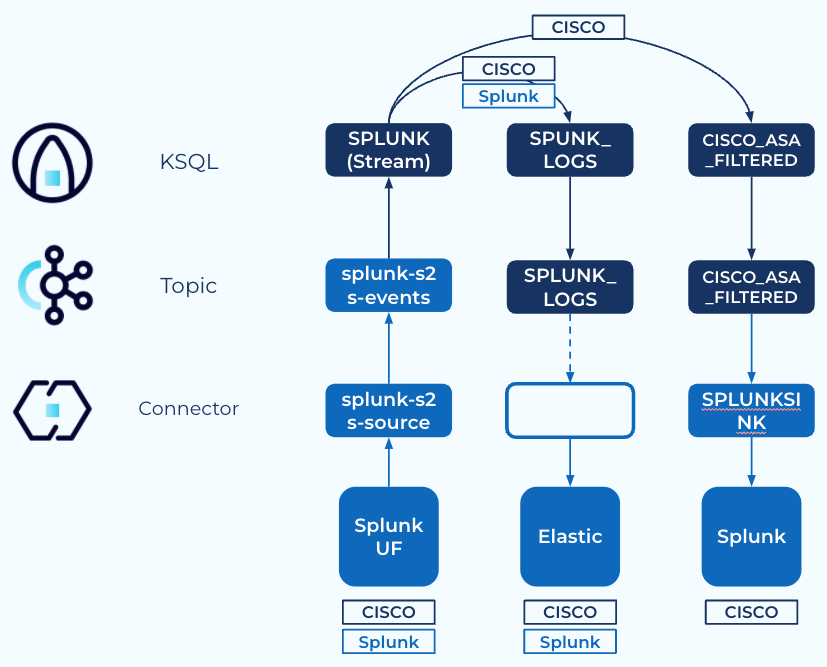 CISCO
CISCO
Splunk
KSQL
SPLUNK
(Stream)
SPUNK_
LOGS
CISCO_ASA
_FILTERED
Topic
splunk-s2
s-events
SPLUNK_
LOGS
CISCO_ASA
_FILTERED
Connector
splunk-s2
s-source
SPLUNKSI
NK
Splunk
UF
Elastic
Splunk
CISCO
CISCO
CISCO
Splunk
Splunk